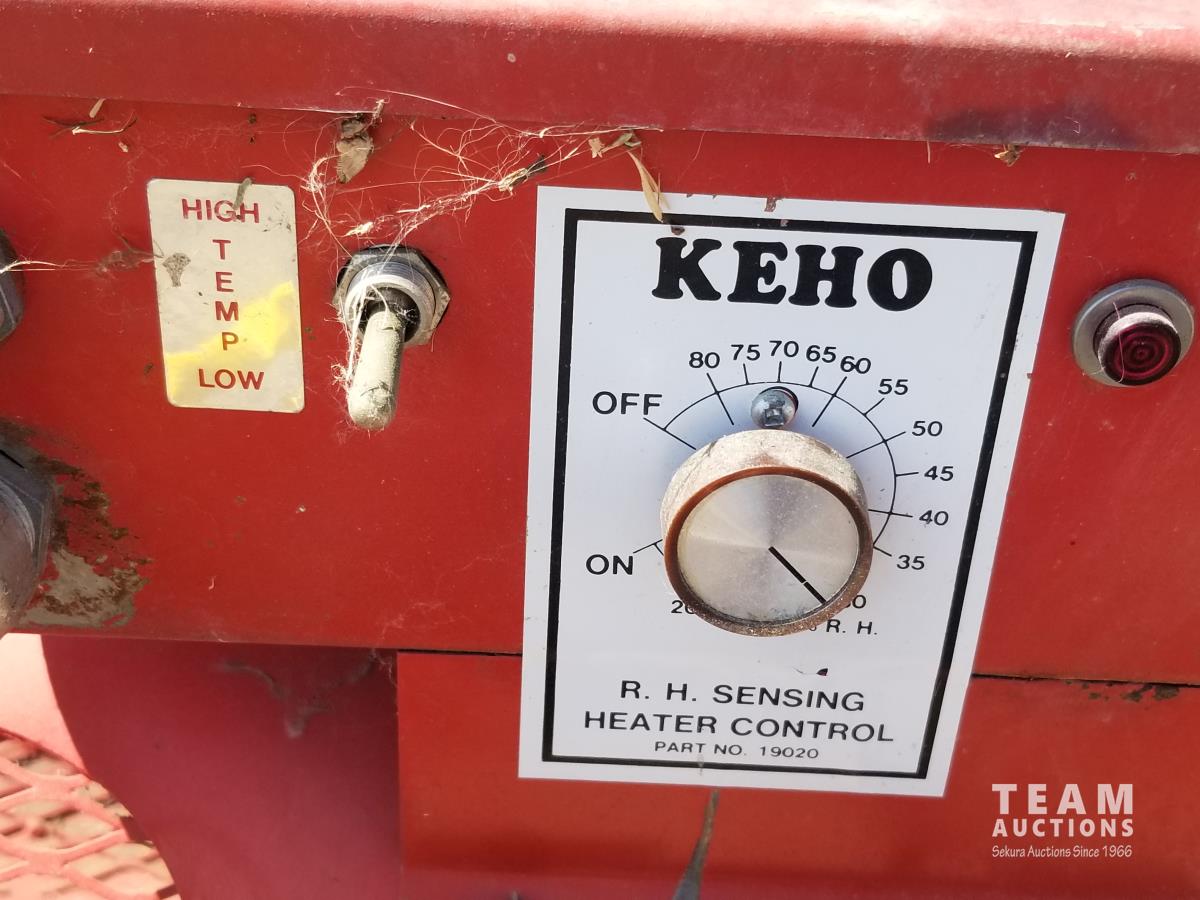 HIGH
TEMP
LOW
KEHO
80 75 70 65 60 55 50 45 40 35
OFF
ON
R. H.
R. H. SENSING
HEATER CONTROL
PART NO. 19020
TEAM
AUCTIONS
Sekura Auctions Since 1966